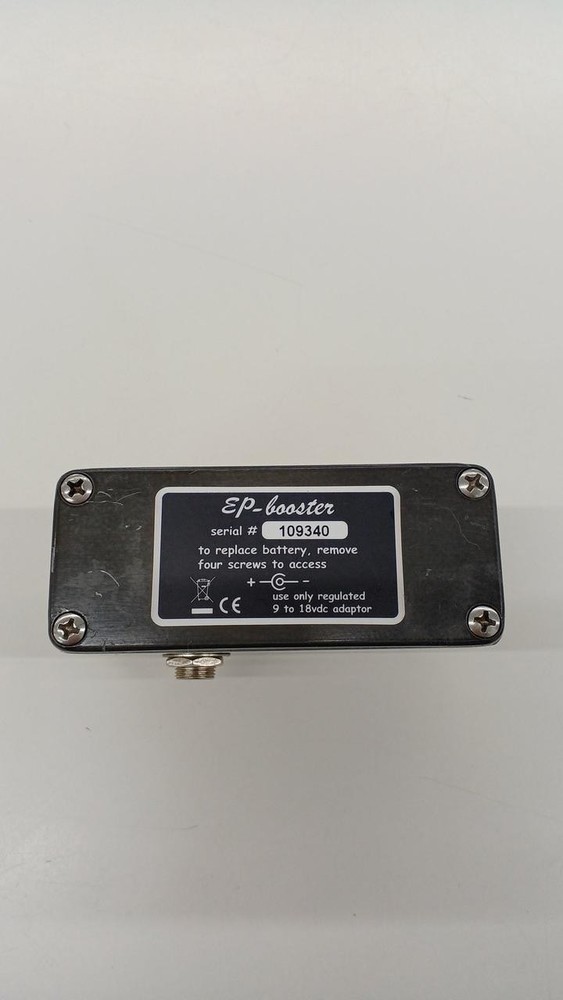 EP-booster
serial # 109340
to replace battery, remove
four screws to access
+ -
use only regulated
9 to 18vdc adaptor
CE